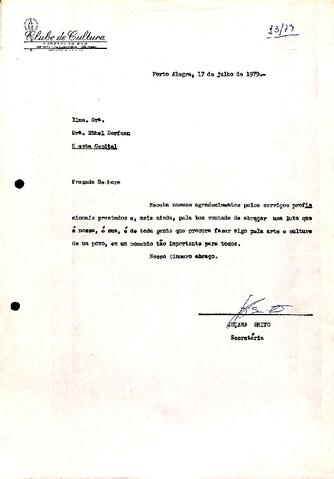 Clube de Cultura
13/79
Porto Alegre, 17 de julho de 1979.-
Ilma. Sra.
Sra. Ethel Dorfman
N esta Capital
Prezada Senhora
Receba nossos agradecimentos pelos serviços profis
sionais prestados e, mais ainda, pela boa vontade de abraçar uma luta que
é nossa, é sua, é de toda gente que procura fazer algo pela arte e cultura
de um povo, em um momento tão importante para todos.
Nosso sincero abraço.
BRITO
Secretária